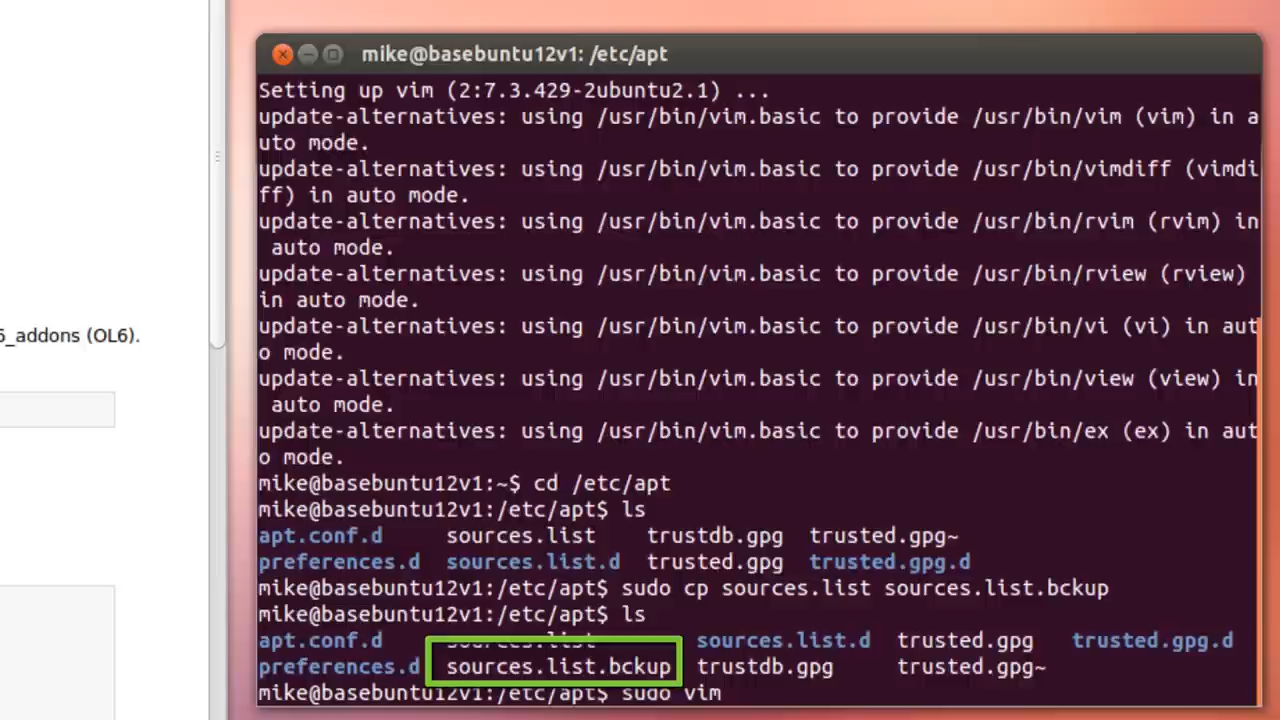 mike@basebuntu12v1: /etc/apt
Setting up vim (2:7.3.429-2ubuntu2.1) ...
update-alternatives: using /usr/bin/vim.basic to provide /usr/bin/vim (vim) in a
uto mode.
update-alternatives: using /usr/bin/vim.basic to provide /usr/bin/vimdiff (vimdi
ff) in auto mode.
update-alternatives: using /usr/bin/vim.basic to provide /usr/bin/rvim (rvim) in
auto mode.
update-alternatives: using /usr/bin/vim.basic to provide /usr/bin/rview (rview)
in auto mode.
update-alternatives: using /usr/bin/vim.basic to provide /usr/bin/vi (vi) in aut
o mode.
update-alternatives: using /usr/bin/vim.basic to provide /usr/bin/view (view) in
auto mode.
update-alternatives: using /usr/bin/vim.basic to provide /usr/bin/ex (ex) in aut
o mode.
mike@basebuntu12v1:~$ cd /etc/apt
mike@basebuntu12v1:/etc/apt$ ls
apt.conf.d sources.list trustdb.gpg trusted.gpg~
preferences.d sources.list.d trusted.gpg trusted.gpg.d
mike@basebuntu12v1:/etc/apt$ sudo cp sources.list sources.list.bckup
mike@basebuntu12v1:/etc/apt$ ls
apt.conf.d sources.list sources.list.d trusted.gpg trusted.gpg.d
preferences.d sources.list.bckup trustdb.gpg trusted.gpg~
mike@basebuntu12v1:/etc/apt$ sudo vim
6_addons (OL6).